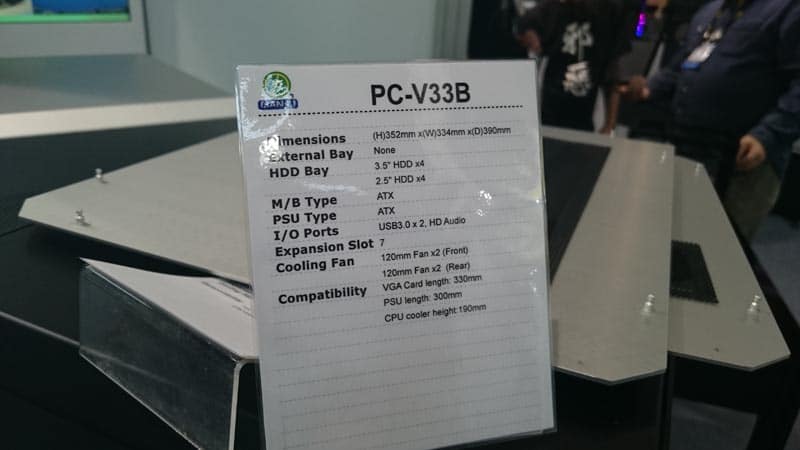 LIAN LI
PC-V33B
Dimensions (H)352mm x(W)334mm x(D)390mm
External Bay None
HDD Bay 3.5" HDD x4
2.5" HDD x4
M/B Type ATX
PSU Type ATX
I/O Ports USB3.0 x 2, HD Audio
Expansion Slot 7
Cooling Fan 120mm Fan x2 (Front)
120mm Fan x2 (Rear)
Compatibility VGA Card length: 330mm
PSU length: 300mm
CPU cooler height:190mm
邪